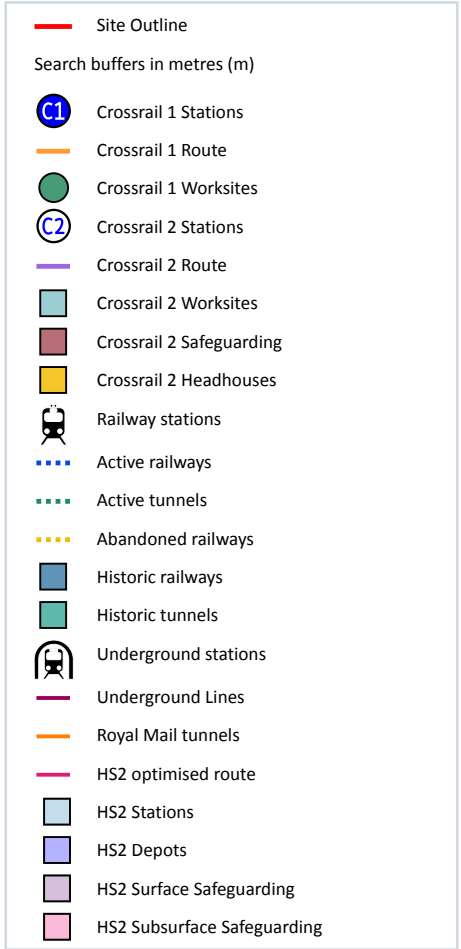 Site Outline
Search buffers in metres (m)
C1 Crossrail 1 Stations
Crossrail 1 Route
Crossrail 1 Worksites
C2 Crossrail 2 Stations
Crossrail 2 Route
Crossrail 2 Worksites
Crossrail 2 Safeguarding
Crossrail 2 Headhouses
Railway stations
Active railways
Active tunnels
Abandoned railways
Historic railways
Historic tunnels
Underground stations
Underground Lines
Royal Mail tunnels
HS2 optimised route
HS2 Stations
HS2 Depots
HS2 Surface Safeguarding
HS2 Subsurface Safeguarding